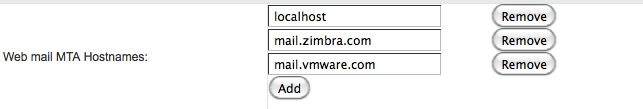 localhost Remove
mail.zimbra.com Remove
Web mail MTA Hostnames:
mail.vmware.com Remove
Add